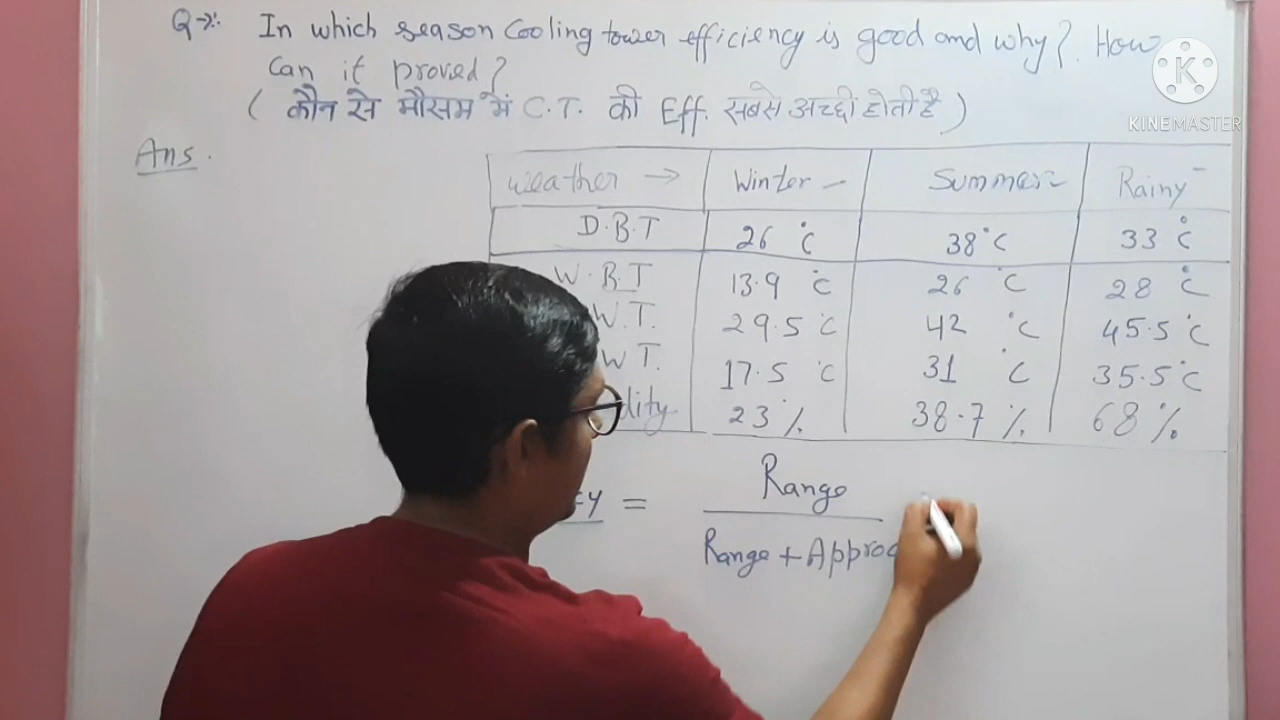 Q→:- In which season Cooling tower efficiency is good and why? How
Can it proved?
( कौन से मौसम में C.T. की Eff. सबसे अच्छी होती है )
KINEMASTER
Ans.
Weather → Winter Summer Rainy
D.B.T 26 °C 38°C 33 °C
W.B.T 13.9 °C 26 °C 28 °C
W.T. 29.5°C 42 °C 45.5°C
W T. 17.5 °C 31 °C 35.5°C
dity 23% 38.7% 68%
cy = Range
Range + Approa